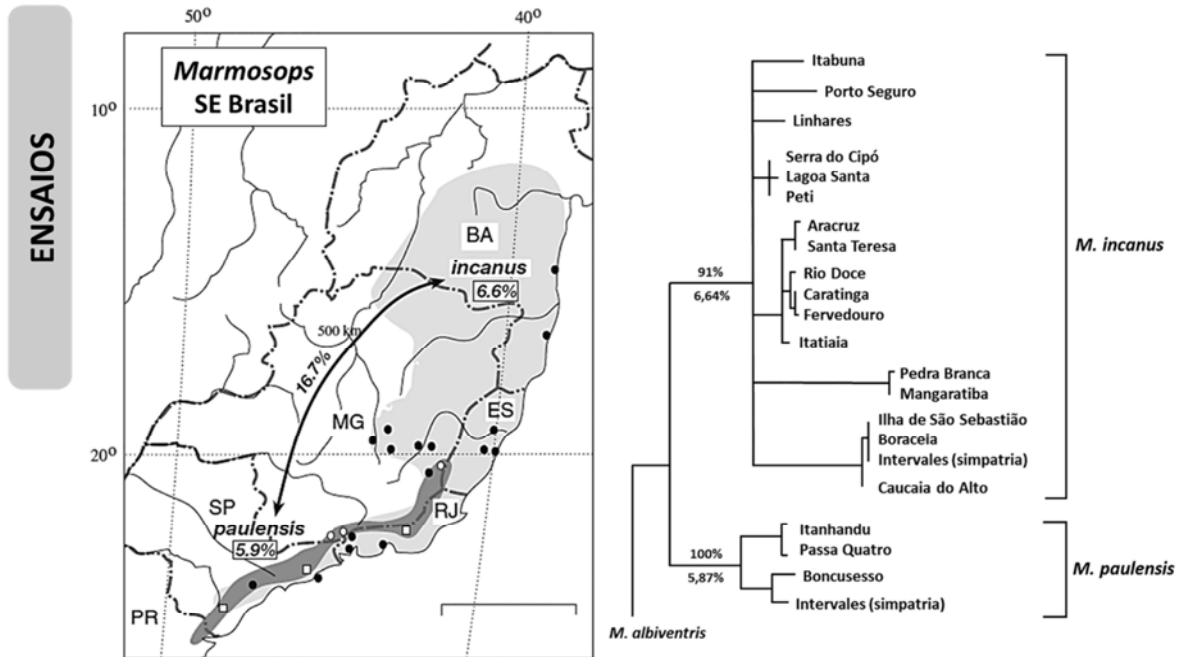 ENSAIOS
50º
40º
Marmosops
SE Brasil
10º
BA
incanus
6.6%
500 km
16.7%
MG
ES
20º
SP
RJ
paulensis
5.9%
PR
Itabuna
Porto Seguro
Linhares
Serra do Cipó
Lagoa Santa
Peti
Aracruz
Santa Teresa
91%
6,64%
Rio Doce
Caratinga
Fervedouro
Itatiaia
M. incanus
Pedra Branca
Mangaratiba
Ilha de São Sebastião
Boraceia
Intervales (simpatria)
Caucaia do Alto
Itanhandu
Passa Quatro
100%
5,87%
Boncusesso
Intervales (simpatria)
M. paulensis
M. albiventris